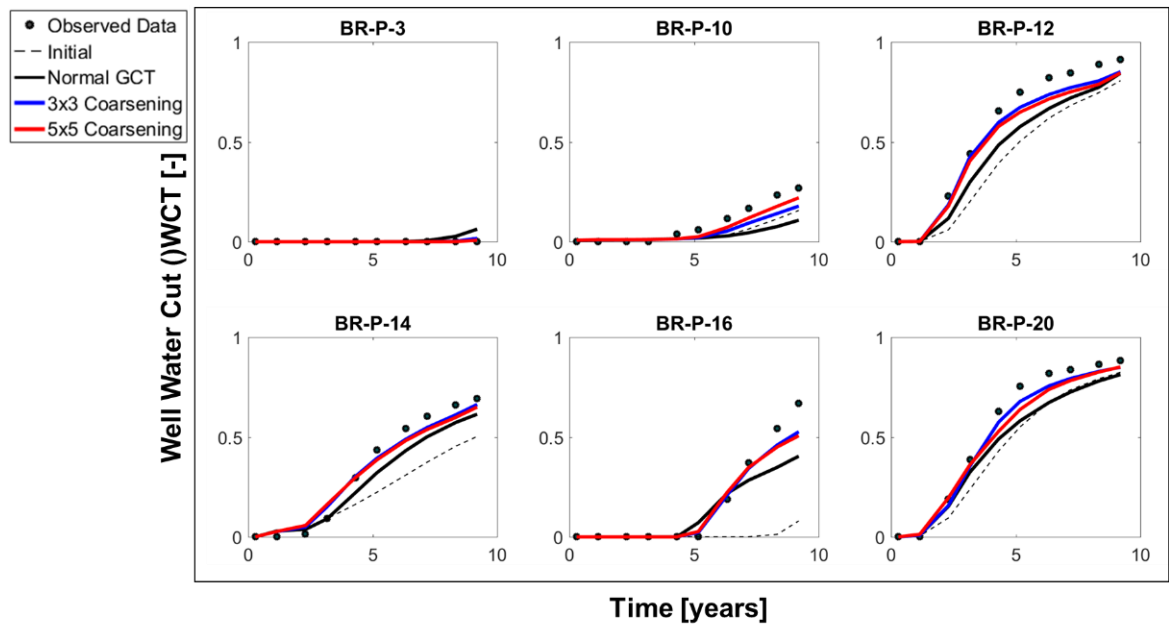 Observed Data
Initial
Normal GCT
3x3 Coarsening
5x5 Coarsening
Well Water Cut ()WCT [-]
BR-P-3
1
0.5
0
0
5
10
BR-P-10
1
0.5
0
0
5
10
BR-P-12
1
0.5
0
0
5
10
BR-P-14
1
0.5
0
0
5
10
BR-P-16
1
0.5
0
0
5
10
BR-P-20
1
0.5
0
0
5
10
Time [years]